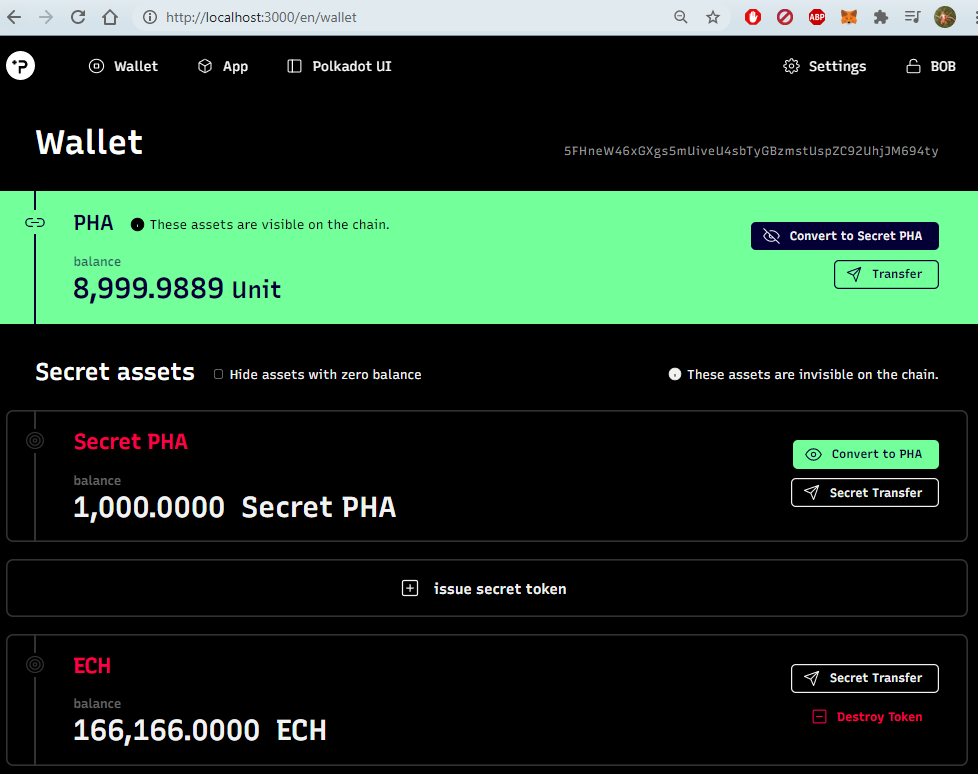 http://localhost:3000/en/wallet
ABP
Wallet App Polkadot UI Settings BOB
Wallet
5FHneW46xGXgs5mUiveU4sbTyGBzmstUspZC92UhjJM694ty
PHA These assets are visible on the chain.
Convert to Secret PHA
balance
8,999.9889 Unit
Transfer
Secret assets Hide assets with zero balance These assets are invisible on the chain.
Secret PHA
Convert to PHA
balance
1,000.0000 Secret PHA
Secret Transfer
issue secret token
ECH
Secret Transfer
balance
166,166.0000 ECH
Destroy Token